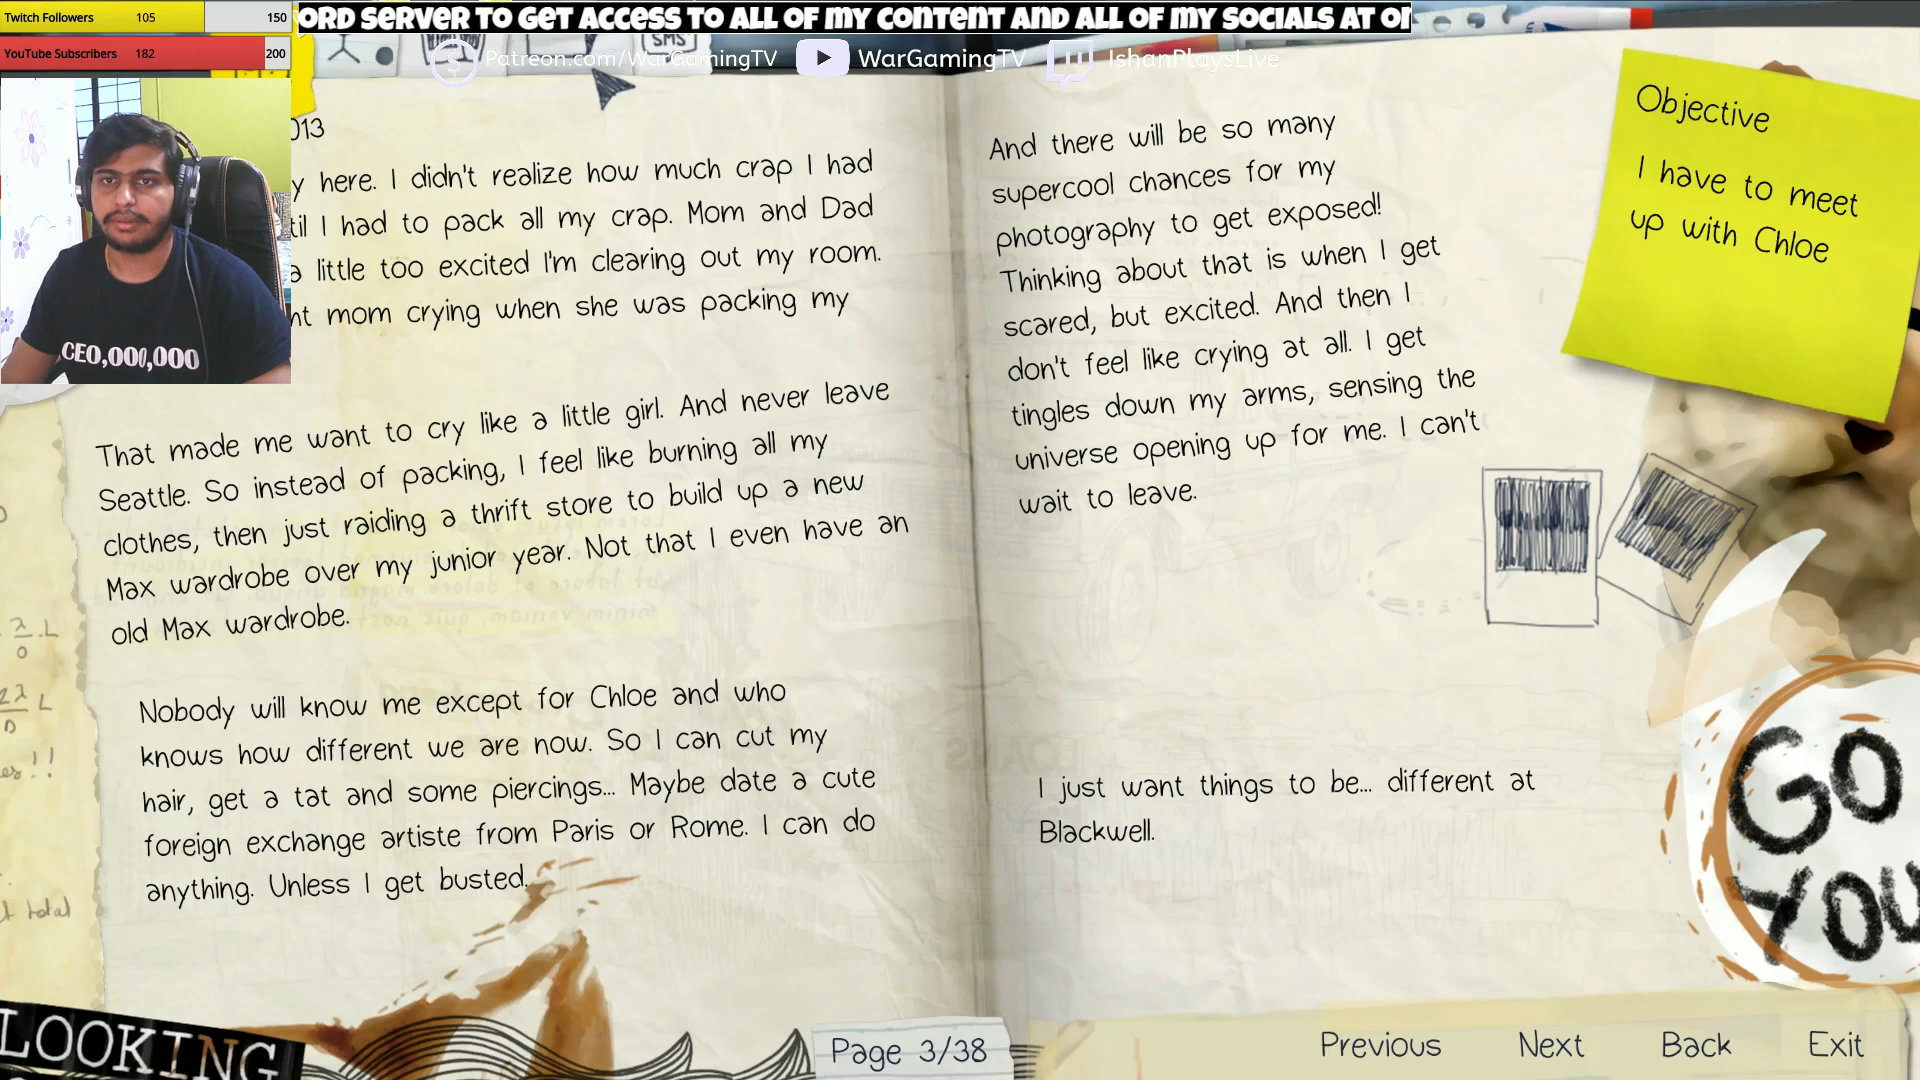 Twitch Followers 105 150
ORD SERVER TO GET ACCESS TO ALL OF MY CONTENT AND ALL OF MY SOCIALS AT
YouTube Subscribers 182 200
SMS
Patreon.com/WarGamingTV WarGamingTV IshanPlaysLive
CEO,000,000
013
y here. I didn't realize how much crap I had
til I had to pack all my crap. Mom and Dad
a little too excited I'm clearing out my room.
ht mom crying when she was packing my
That made me want to cry like a little girl. And never leave
Seattle. So instead of packing, I feel like burning all my
clothes, then just raiding a thrift store to build up a new
Max wardrobe over my junior year. Not that I even have an
old Max wardrobe.
Nobody will know me except for Chloe and who
knows how different we are now. So I can cut my
hair, get a tat and some piercings... Maybe date a cute
foreign exchange artiste from Paris or Rome. I can do
anything. Unless I get busted.
And there will be so many
supercool chances for my
photography to get exposed!
Thinking about that is when I get
scared, but excited. And then I
don't feel like crying at all. I get
tingles down my arms, sensing the
universe opening up for me. I can't
wait to leave.
I just want things to be... different at
Blackwell.
Objective
I have to meet
up with Chloe
total
GO
YOU
LOOKING
Page 3/38
Previous Next Back Exit